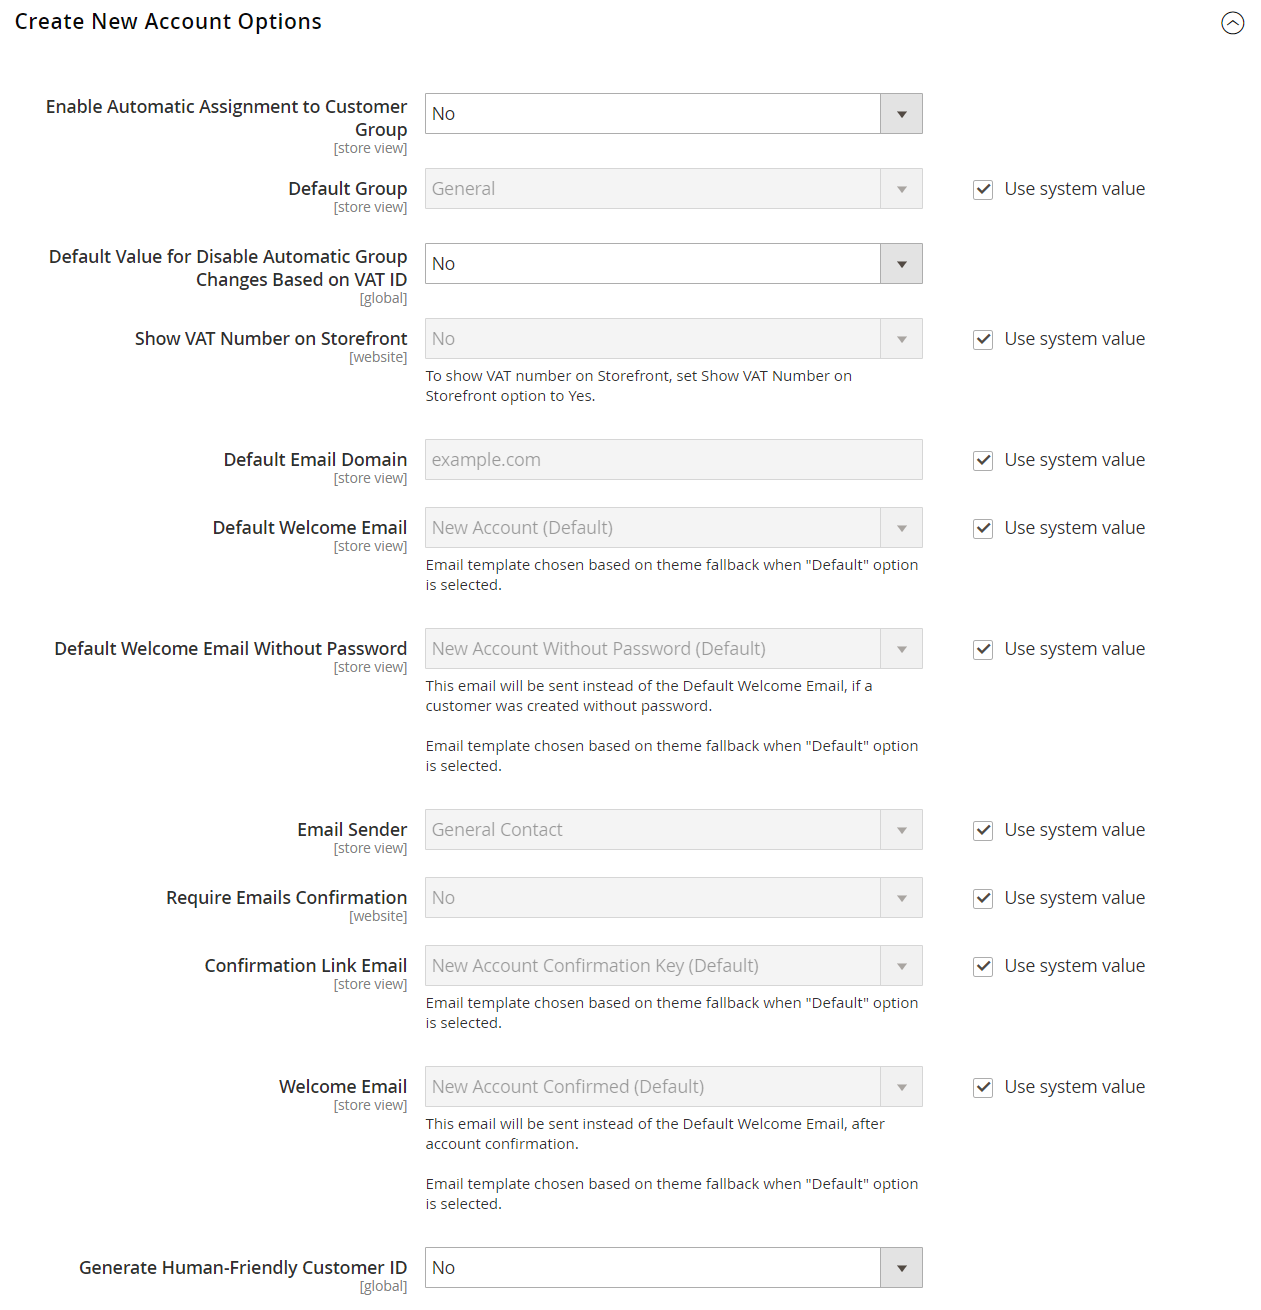 Create New Account Options
Enable Automatic Assignment to Customer
Group
[store view]
No
Default Group
[store view]
General
Use system value
Default Value for Disable Automatic Group
Changes Based on VAT ID
[global]
No
Show VAT Number on Storefront
[website]
No
Use system value
To show VAT number on Storefront, set Show VAT Number on
Storefront option to Yes.
Default Email Domain
[store view]
example.com
Use system value
Default Welcome Email
[store view]
New Account (Default)
Use system value
Email template chosen based on theme fallback when "Default" option
is selected.
Default Welcome Email Without Password
[store view]
New Account Without Password (Default)
Use system value
This email will be sent instead of the Default Welcome Email, if a
customer was created without password.
Email template chosen based on theme fallback when "Default" option
is selected.
Email Sender
[store view]
General Contact
Use system value
Require Emails Confirmation
[website]
No
Use system value
Confirmation Link Email
[store view]
New Account Confirmation Key (Default)
Use system value
Email template chosen based on theme fallback when "Default" option
is selected.
Welcome Email
[store view]
New Account Confirmed (Default)
Use system value
This email will be sent instead of the Default Welcome Email, after
account confirmation.
Email template chosen based on theme fallback when "Default" option
is selected.
Generate Human-Friendly Customer ID
[global]
No